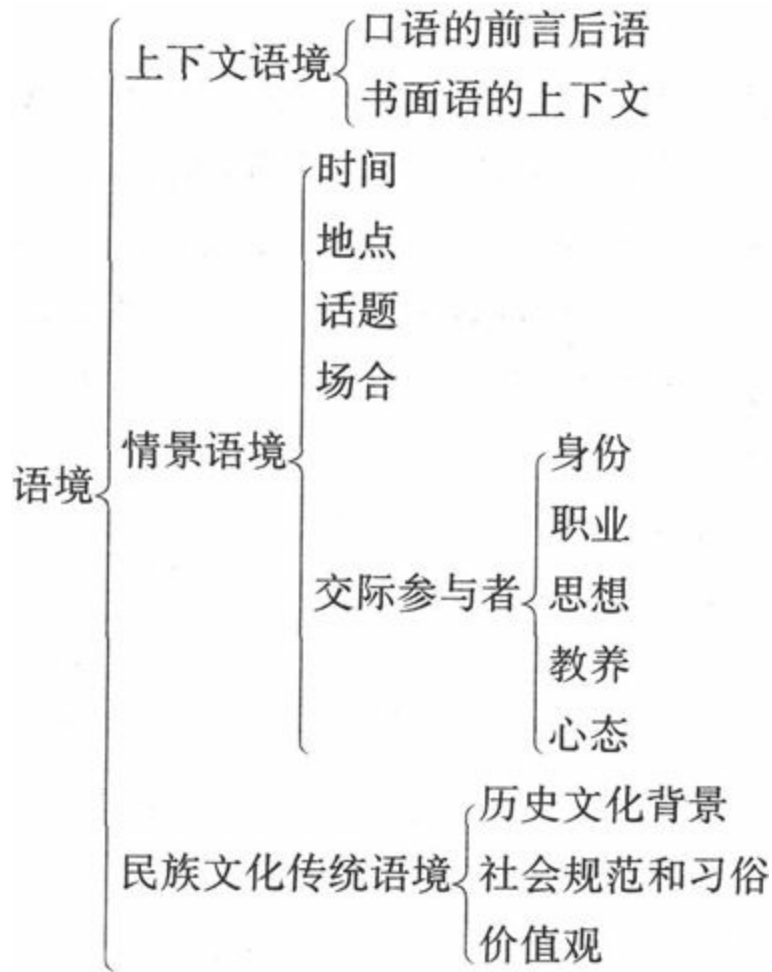 上下文语境
口语的前言后语
书面语的上下文
时间
地点
话题
场合
语境
情景语境
交际参与者
身份
职业
思想
教养
心态
民族文化传统语境
历史文化背景
社会规范和习俗
价值观